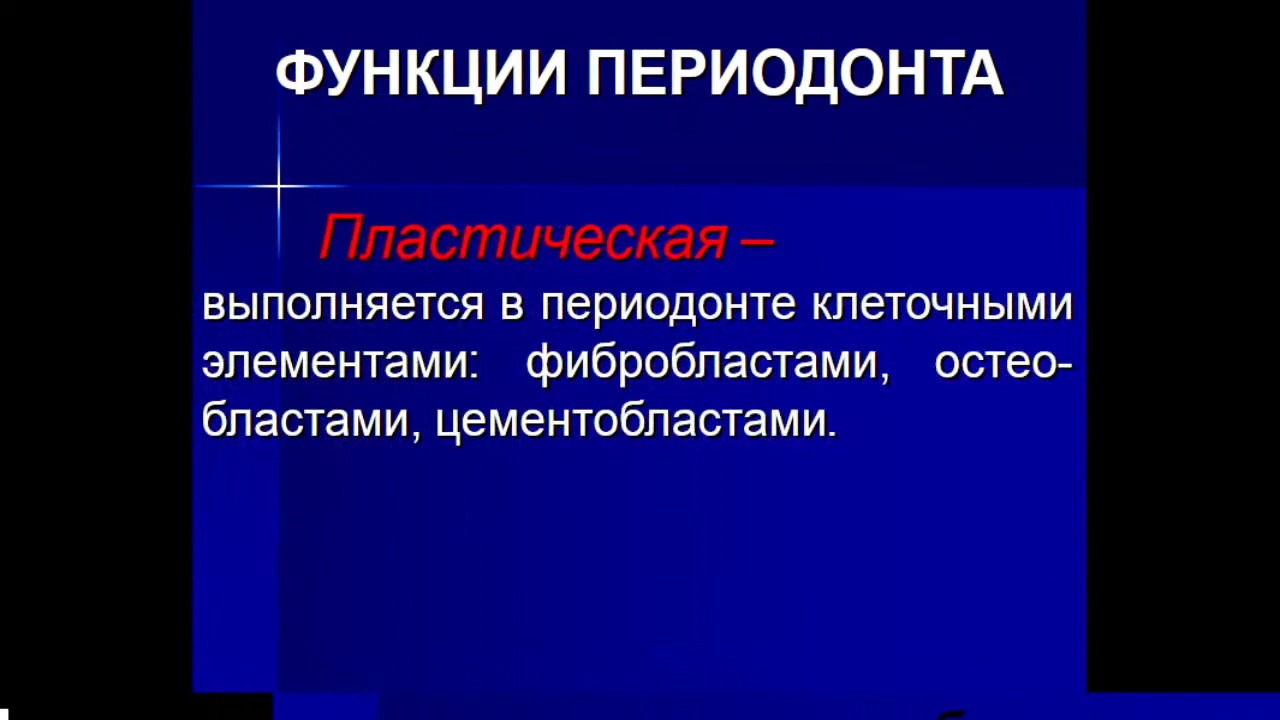 ФУНКЦИИ ПЕРИОДОНТА
Пластическая –
выполняется в периодонте клеточными
элементами: фибробластами, остео-
бластами, цементобластами.